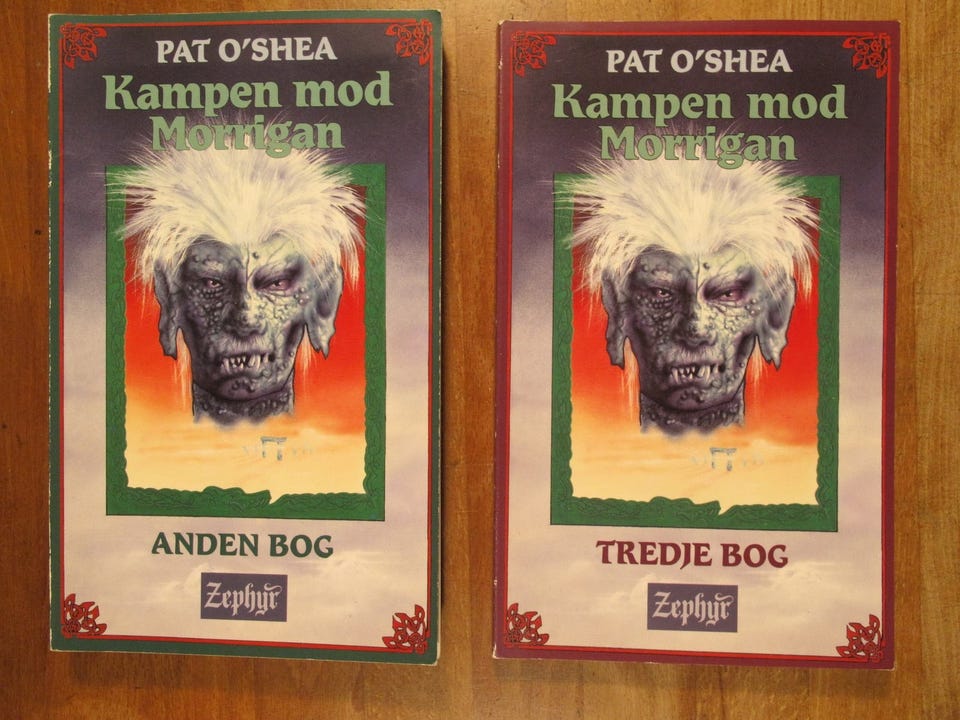 PAT O'SHEA
Kampen mod
Morrigan
ANDEN BOG
Zephyr
PAT O'SHEA
Kampen mod
Morrigan
TREDJE BOG
Zephyr